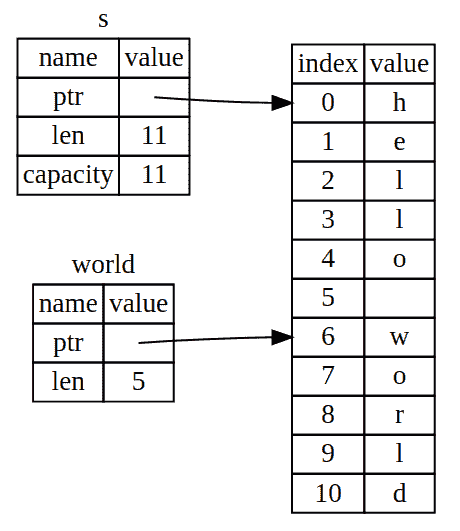 s
name value
ptr
len 11
capacity 11
world
name value
ptr
len 5
index value
0 h
1 e
2 l
3 l
4 o
5
6 w
7 o
8 r
9 l
10 d